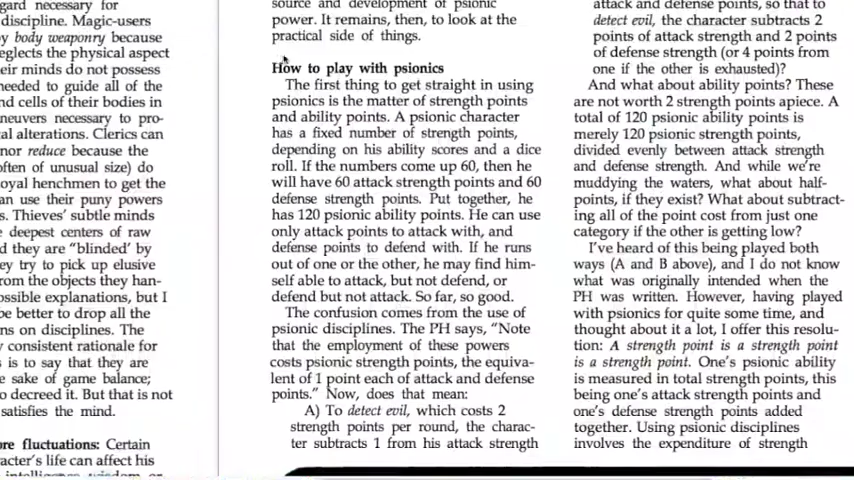 gard necessary for
discipline. Magic-users
y body weaponry because
eglects the physical aspect
eir minds do not possess
needed to guide all of the
nd cells of their bodies in
neuvers necessary to pro-
al alterations. Clerics can
nor reduce because the
often of unusual size) do
oyal henchmen to get the
an use their puny powers
s. Thieves' subtle minds
e deepest centers of raw
d they are "blinded' by
ey try to pick up elusive
rom the objects they han-
ossible explanations, but I
be better to drop all the
ns on disciplines. The
y consistent rationale for
s is to say that they are
e sake of game balance;
o decreed it. But that is not
satisfies the mind.
ore fluctuations: Certain
acter's life can affect his
source and development of psionic
power. It remains, then, to look at the
practical side of things.
How to play with psionics
The first thing to get straight in using
psionics is the matter of strength points
and ability points. A psionic character
has a fixed number of strength points,
depending on his ability scores and a dice
roll. If the numbers come up 60, then he
will have 60 attack strength points and 60
defense strength points. Put together, he
has 120 psionic ability points. He can use
only attack points to attack with, and
defense points to defend with. If he runs
out of one or the other, he may find him-
self able to attack, but not defend, or
defend but not attack. So far, so good.
The confusion comes from the use of
psionic disciplines. The PH says, "Note
that the employment of these powers
costs psionic strength points, the equiva-
lent of 1 point each of attack and defense
points." Now, does that mean:
A) To detect evil, which costs 2
strength points per round, the charac-
ter subtracts 1 from his attack strength
attack and defense points, so that to
detect evil, the character subtracts 2
points of attack strength and 2 points
of defense strength (or 4 points from
one if the other is exhausted)?
And what about ability points? These
are not worth 2 strength points apiece. A
total of 120 psionic ability points is
merely 120 psionic strength points,
divided evenly between attack strength
and defense strength. And while we're
muddying the waters, what about half-
points, if they exist? What about subtract-
ing all of the point cost from just one
category if the other is getting low?
I've heard of this being played both
ways (A and B above), and I do not know
what was originally intended when the
PH was written. However, having played
with psionics for quite some time, and
thought about it a lot, I offer this resolu-
tion: A strength point is a strength point
is a strength point. One's psionic ability
is measured in total strength points, this
being one's attack strength points and
one's defense strength points added
together. Using psionic disciplines
involves the expenditure of strength